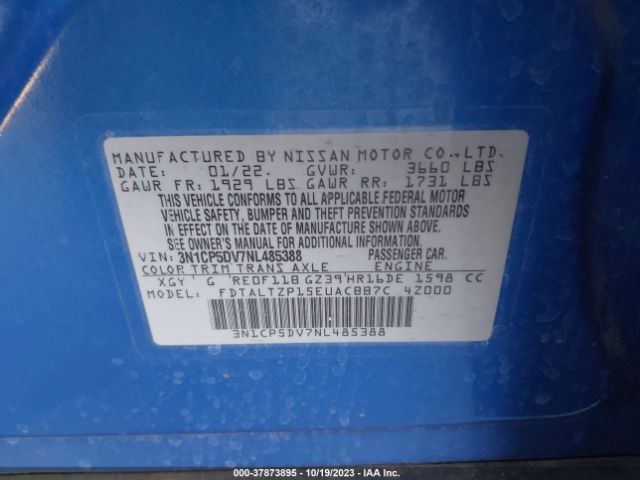 MANUFACTURED BY NISSAN MOTOR CO.,LTD.
DATE: 01/22. GVWR: 3660 LBS
GAWR FR: 1929 LBS GAWR RR: 1731 LBS
THIS VEHICLE CONFORMS TO ALL APPLICABLE FEDERAL MOTOR
VEHICLE SAFETY, BUMPER AND THEFT PREVENTION STANDARDS
IN EFFECT ON THE DATE OF MANUFACTURE SHOWN ABOVE.
SEE OWNER'S MANUAL FOR ADDITIONAL INFORMATION.
VIN: 3N1CP5DV7NL485388 PASSENGER CAR.
COLOR TRIM TRANS AXLE ENGINE
XGY G RE0F11B GZ39 HR16DE 1598 CC
MODEL: FDTALTZP15EUACBB7C 42000
3N1CP5DV7NL485388
000-37873895 - 10/19/2023 - IAA Inc.